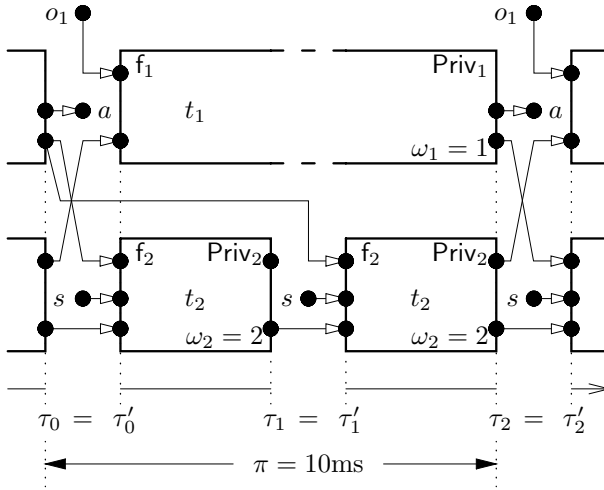 o₁ o₁
f₁ Priv₁
a t₁ a
ω₁ = 1
f₂ Priv₂ f₂ Priv₂
s t₂ s t₂ s
ω₂ = 2 ω₂ = 2
τ₀ = τ′₀ τ₁ = τ′₁ τ₂ = τ′₂
π = 10ms